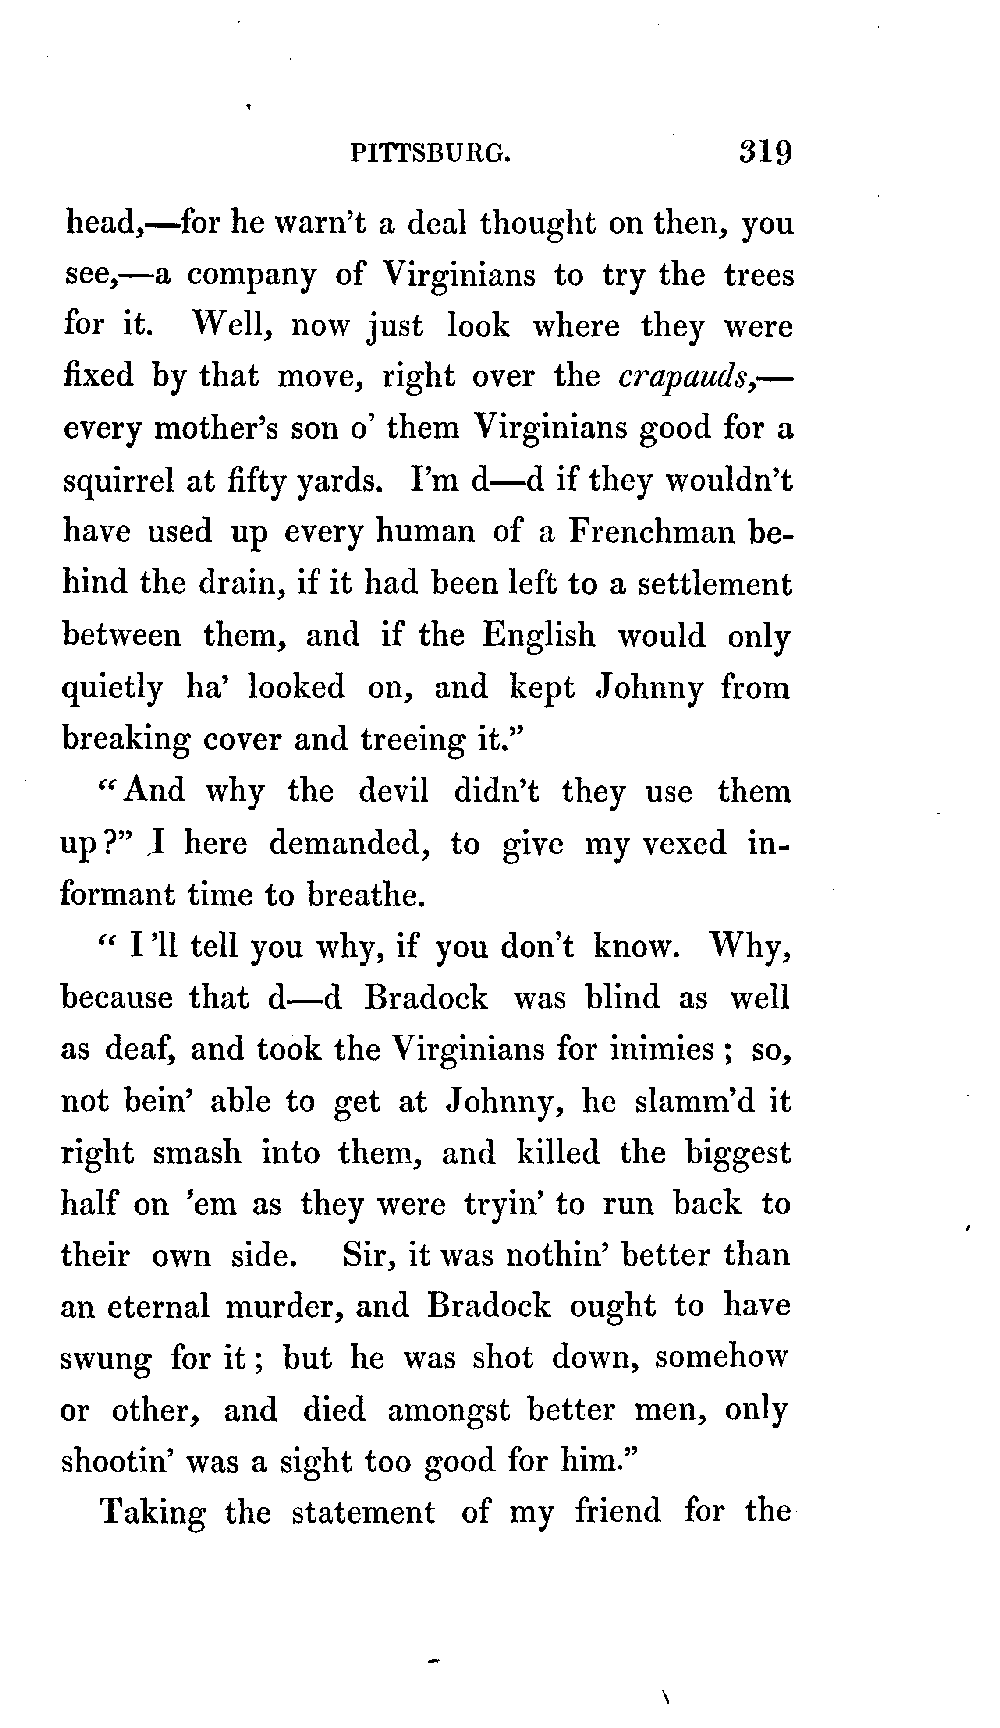 PITTSBURG. 319
head,—for he warn't a deal thought on then, you
see,—a company of Virginians to try the trees
for it. Well, now just look where they were
fixed by that move, right over the crapauds,—
every mother's son o' them Virginians good for a
squirrel at fifty yards. I'm d—d if they wouldn't
have used up every human of a Frenchman be-
hind the drain, if it had been left to a settlement
between them, and if the English would only
quietly ha' looked on, and kept Johnny from
breaking cover and treeing it."
"And why the devil didn't they use them
up?" I here demanded, to give my vexed in-
formant time to breathe.
"I'll tell you why, if you don't know. Why,
because that d—d Bradock was blind as well
as deaf, and took the Virginians for inimies; so,
not bein' able to get at Johnny, he slamm'd it
right smash into them, and killed the biggest
half on 'em as they were tryin' to run back to
their own side. Sir, it was nothin' better than
an eternal murder, and Bradock ought to have
swung for it; but he was shot down, somehow
or other, and died amongst better men, only
shootin' was a sight too good for him."
Taking the statement of my friend for the